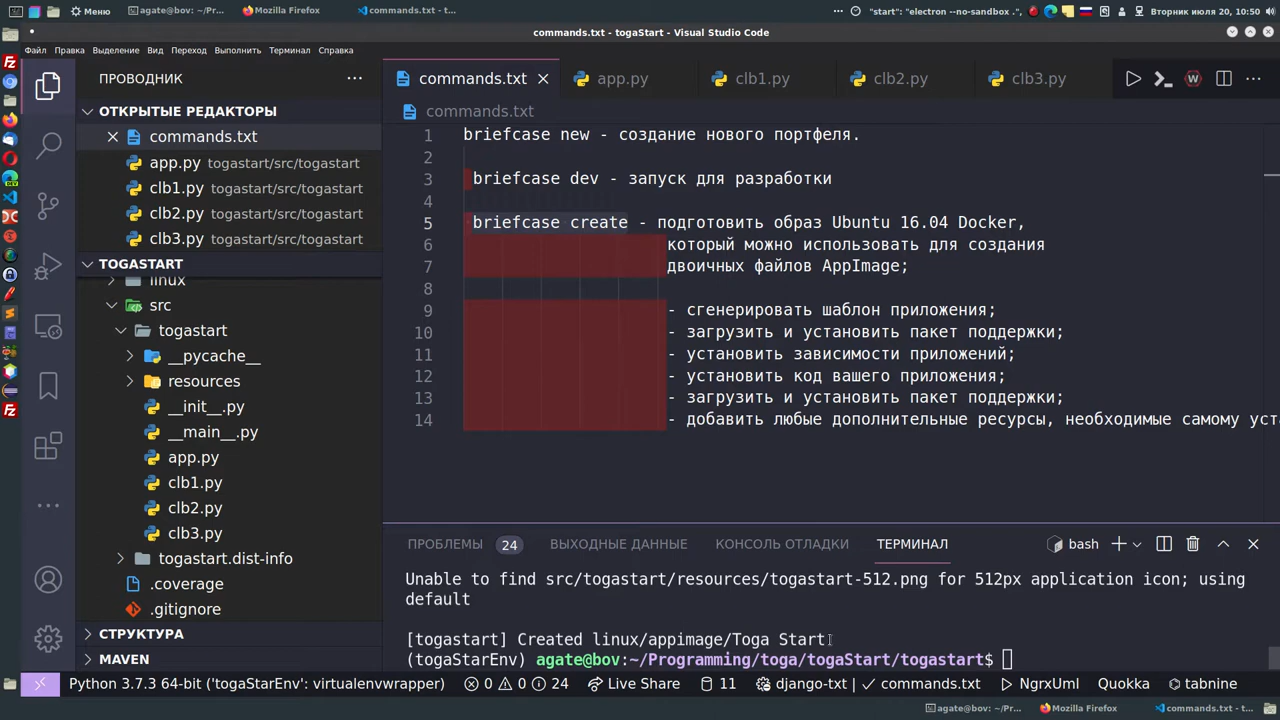 Меню
agate@bov: ~/Pr...
Mozilla Firefox
commands.txt - t...
"start": "electron --no-sandbox .",
Вторник июля 20, 10:50
commands.txt - togaStart - Visual Studio Code
Файл Правка Выделение Вид Переход Выполнить Терминал Справка
ПРОВОДНИК
commands.txt
app.py
clb1.py
clb2.py
clb3.py
ОТКРЫТЫЕ РЕДАКТОРЫ
commands.txt
app.py togastart/src/togastart
clb1.py togastart/src/togastart
clb2.py togastart/src/togastart
clb3.py togastart/src/togastart
TOGASTART
linux
src
togastart
__pycache__
resources
__init__.py
__main__.py
app.py
clb1.py
clb2.py
clb3.py
togastart.dist-info
.coverage
.gitignore
СТРУКТУРА
MAVEN
commands.txt
1 briefcase new - создание нового портфеля.
2
3 briefcase dev - запуск для разработки
4
5 briefcase create - подготовить образ Ubuntu 16.04 Docker,
6 который можно использовать для создания
7 двоичных файлов AppImage;
8
9 - сгенерировать шаблон приложения;
10 - загрузить и установить пакет поддержки;
11 - установить зависимости приложений;
12 - установить код вашего приложения;
13 - загрузить и установить пакет поддержки;
14 - добавить любые дополнительные ресурсы, необходимые самому уст
ПРОБЛЕМЫ 24 ВЫХОДНЫЕ ДАННЫЕ КОНСОЛЬ ОТЛАДКИ ТЕРМИНАЛ bash
Unable to find src/togastart/resources/togastart-512.png for 512px application icon; using
default
[togastart] Created linux/appimage/Toga Start
(togaStarEnv) agate@bov:~/Programming/toga/togaStart/togastart$
Python 3.7.3 64-bit ('togaStarEnv': virtualenvwrapper) 0 0 24 Live Share 11 django-txt | commands.txt NgrxUml Quokka tabnine
agate@bov: ~/Pr...
Mozilla Firefox
commands.txt - t...